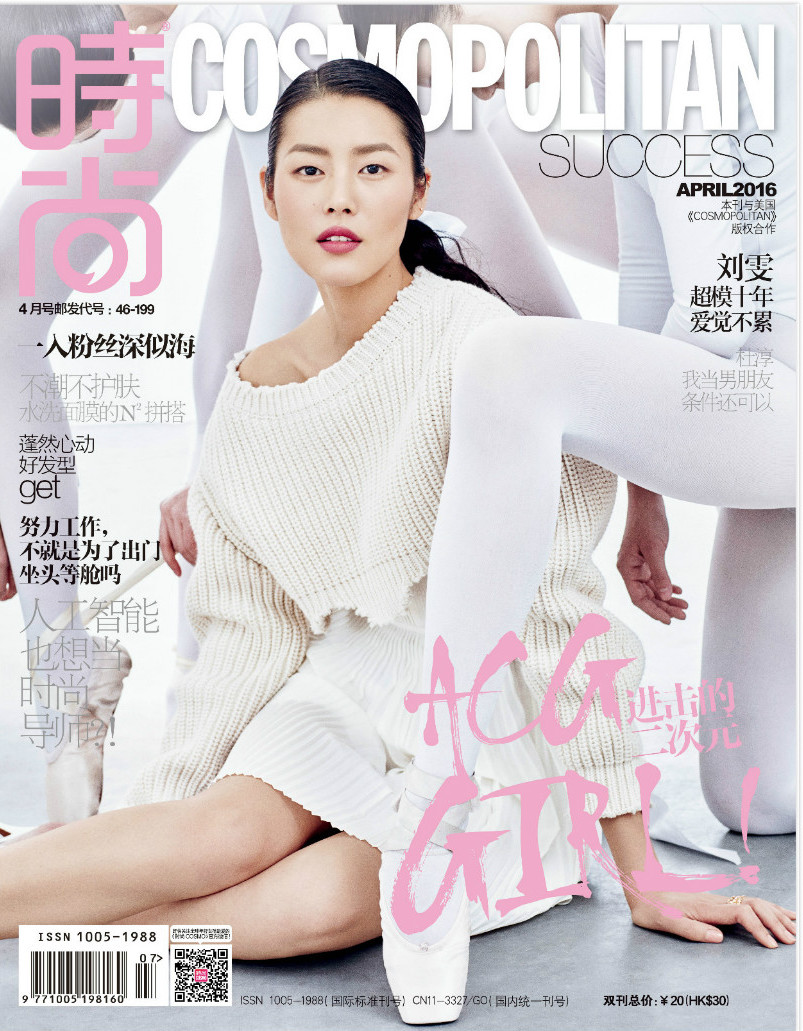 時尚®
COSMOPOLITAN
SUCCESS
APRIL2016
本刊与美国
《COSMOPOLITAN》
版权合作
4月号邮发代号：46-199
刘雯
超模十年
爱觉不累
杜淳
我当男朋友
条件还可以
一入粉丝深似海
不潮不护肤
水洗面膜的N²拼搭
蓬然心动
好发型
get
努力工作，
不就是为了出门
坐头等舱吗
人工智能
也想当
时尚
导师?!
ACG
进击的
二次元
GIRL!
ISSN 1005-1988
07>
9 771005 198160
ISSN 1005-1988(国际标准刊号) CN11-3327/GO(国内统一刊号)
双刊总价：¥20(HK$30)